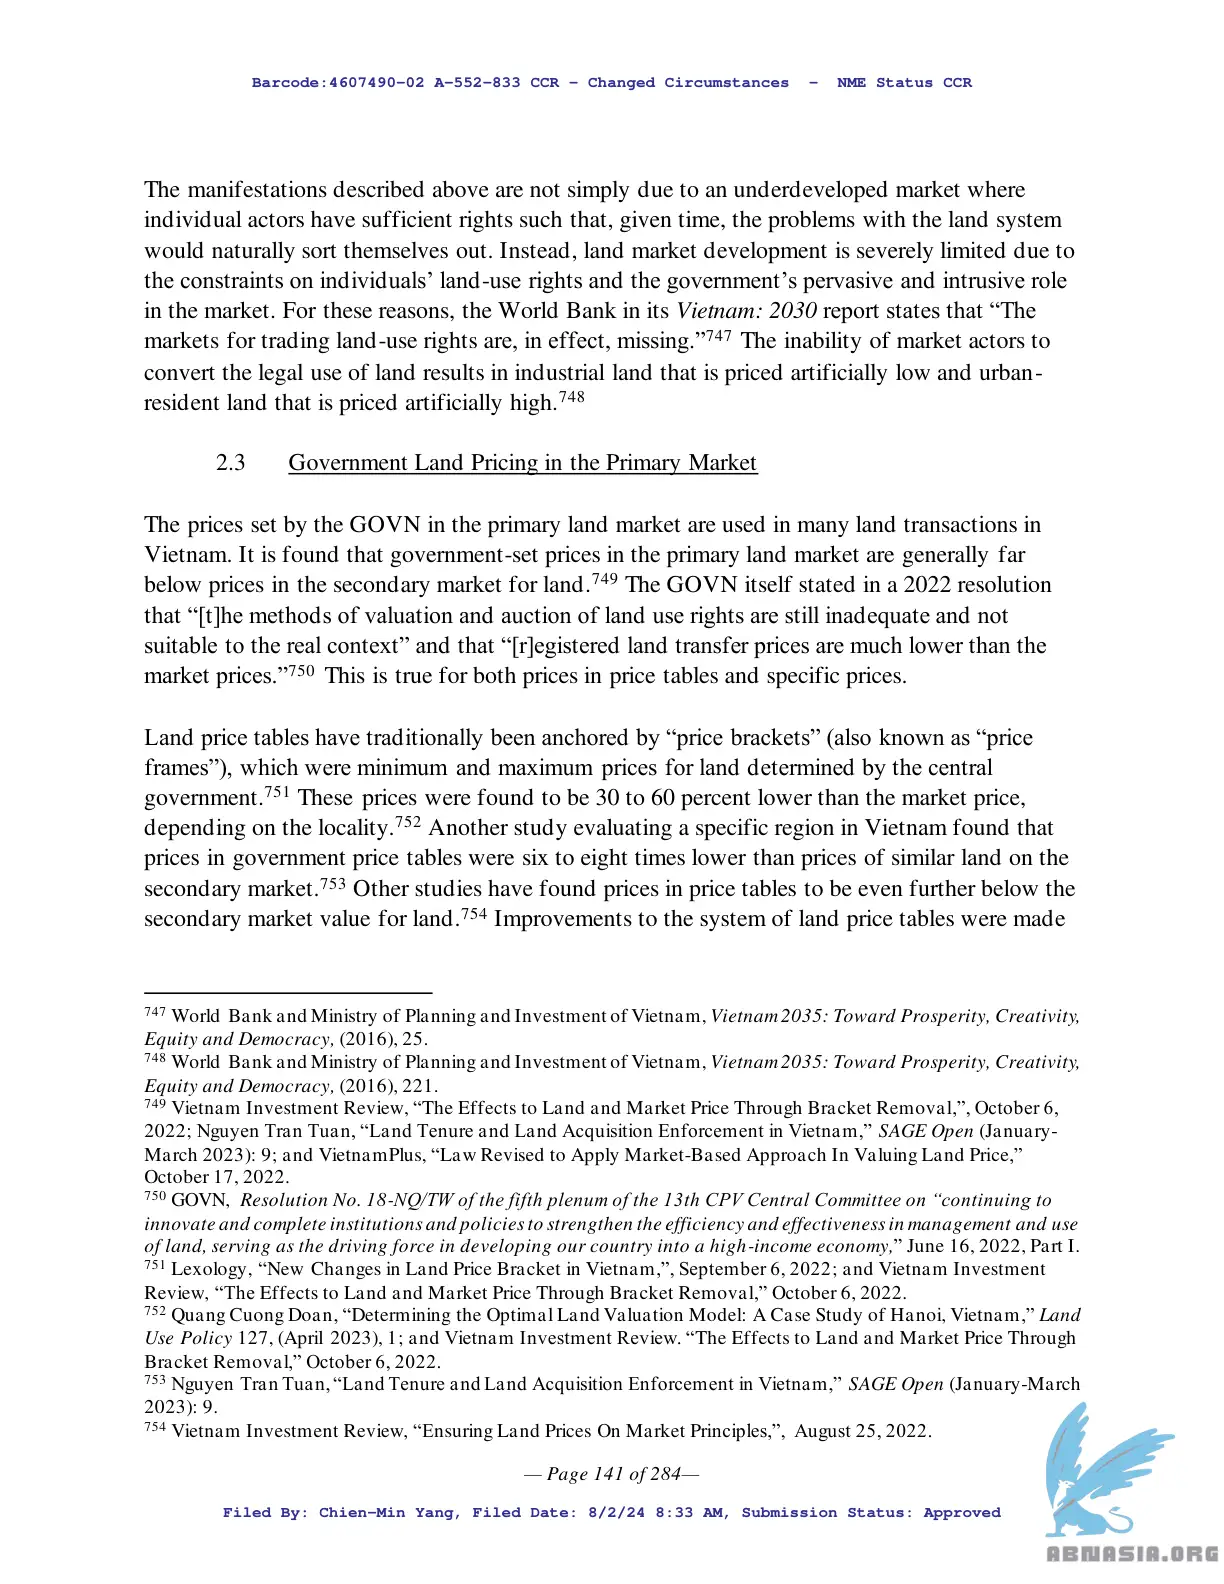 Barcode:4607490-02 A-552-833 CCR - Changed Circumstances  -  NME Status CCR
The manifestations described above are not simply due to an underdeveloped market where
individual actors have sufficient rights such that, given time, the problems with the land system
would naturally sort themselves out. Instead, land market development is severely limited due to
the constraints on individuals’ land-use rights and the government’s pervasive and intrusive role
in the market. For these reasons, the World Bank in its Vietnam: 2030 report states that “The
markets for trading land-use rights are, in effect, missing.”747 The inability of market actors to
convert the legal use of land results in industrial land that is priced artificially low and urban-
resident land that is priced artificially high.748
2.3 Government Land Pricing in the Primary Market
The prices set by the GOVN in the primary land market are used in many land transactions in
Vietnam. It is found that government-set prices in the primary land market are generally far
below prices in the secondary market for land.749 The GOVN itself stated in a 2022 resolution
that “[t]he methods of valuation and auction of land use rights are still inadequate and not
suitable to the real context” and that “[r]egistered land transfer prices are much lower than the
market prices.”750 This is true for both prices in price tables and specific prices.
Land price tables have traditionally been anchored by “price brackets” (also known as “price
frames”), which were minimum and maximum prices for land determined by the central
government.751 These prices were found to be 30 to 60 percent lower than the market price,
depending on the locality.752 Another study evaluating a specific region in Vietnam found that
prices in government price tables were six to eight times lower than prices of similar land on the
secondary market.753 Other studies have found prices in price tables to be even further below the
secondary market value for land.754 Improvements to the system of land price tables were made
747 World Bank and Ministry of Planning and Investment of Vietnam, Vietnam 2035: Toward Prosperity, Creativity,
Equity and Democracy, (2016), 25.
748 World Bank and Ministry of Planning and Investment of Vietnam, Vietnam 2035: Toward Prosperity, Creativity,
Equity and Democracy, (2016), 221.
749 Vietnam Investment Review, “The Effects to Land and Market Price Through Bracket Removal,”, October 6,
2022; Nguyen Tran Tuan, “Land Tenure and Land Acquisition Enforcement in Vietnam,” SAGE Open (January-
March 2023): 9; and VietnamPlus, “Law Revised to Apply Market-Based Approach In Valuing Land Price,”
October 17, 2022.
750 GOVN, Resolution No. 18-NQ/TW of the fifth plenum of the 13th CPV Central Committee on “continuing to
innovate and complete institutions and policies to strengthen the efficiency and effectiveness in management and use
of land, serving as the driving force in developing our country into a high-income economy,” June 16, 2022, Part I.
751 Lexology, “New Changes in Land Price Bracket in Vietnam,”, September 6, 2022; and Vietnam Investment
Review, “The Effects to Land and Market Price Through Bracket Removal,” October 6, 2022.
752 Quang Cuong Doan, “Determining the Optimal Land Valuation Model: A Case Study of Hanoi, Vietnam,” Land
Use Policy 127, (April 2023), 1; and Vietnam Investment Review. “The Effects to Land and Market Price Through
Bracket Removal,” October 6, 2022.
753 Nguyen Tran Tuan, “Land Tenure and Land Acquisition Enforcement in Vietnam,” SAGE Open (January-March
2023): 9.
754 Vietnam Investment Review, “Ensuring Land Prices On Market Principles,”, August 25, 2022.
— Page 141 of 284—
Filed By: Chien-Min Yang, Filed Date: 8/2/24 8:33 AM, Submission Status: Approved
ABNASIA.ORG